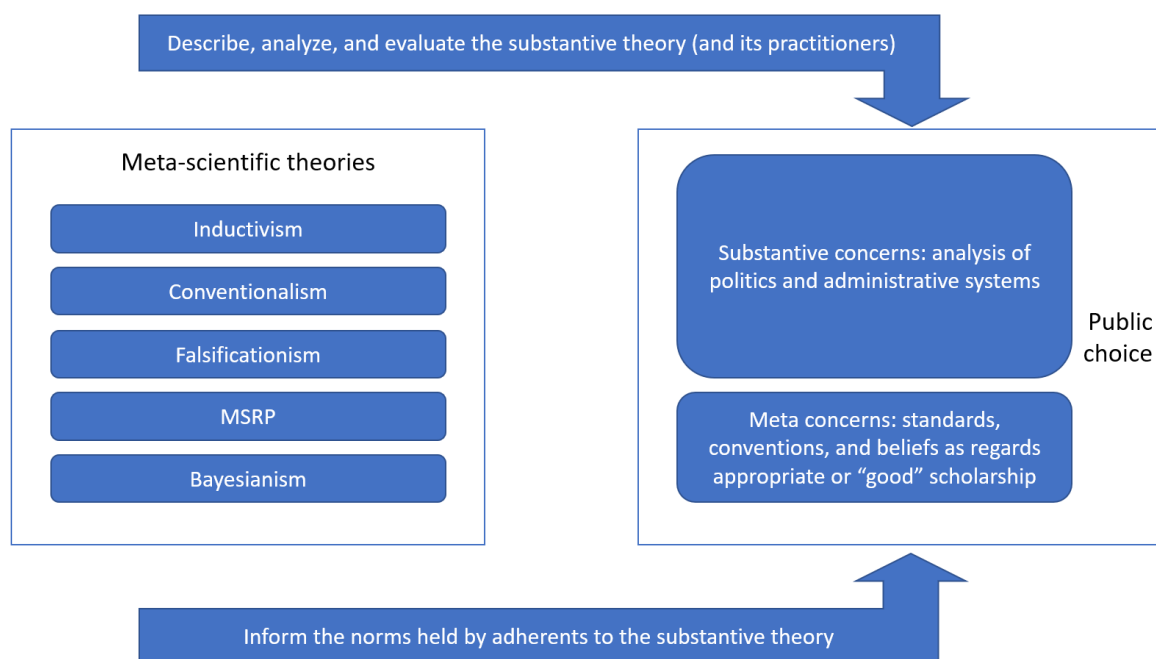 Describe, analyze, and evaluate the substantive theory (and its practitioners)
Meta-scientific theories
Inductivism
Conventionalism
Falsificationism
MSRP
Bayesianism
Substantive concerns: analysis of
politics and administrative systems
Public
choice
Meta concerns: standards,
conventions, and beliefs as regards
appropriate or “good” scholarship
Inform the norms held by adherents to the substantive theory